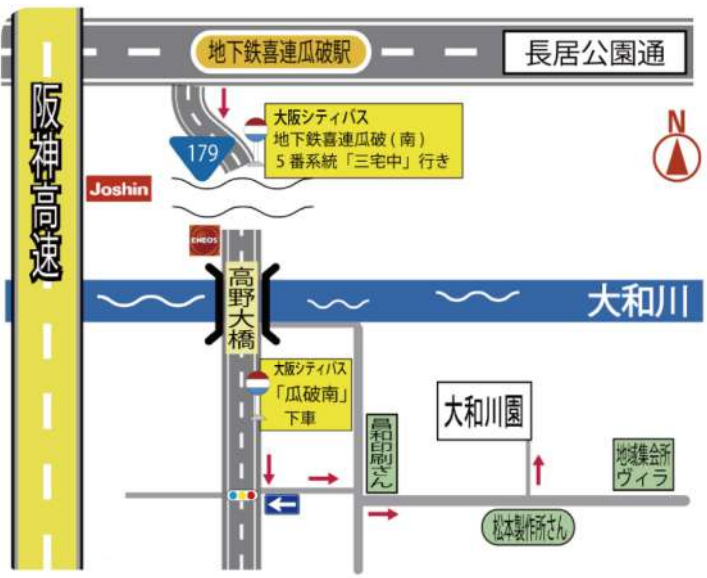 地下鉄喜連瓜破駅
長居公園通
阪神高速
大阪シティバス
地下鉄喜連瓜破(南)
5番系統「三宅中」行き
179
N
Joshin
ENEOS
高野大橋
大和川
大阪シティバス
「瓜破南」
下車
昌和印刷さん
大和川園
地域集会所
ヴィラ
松本製作所さん